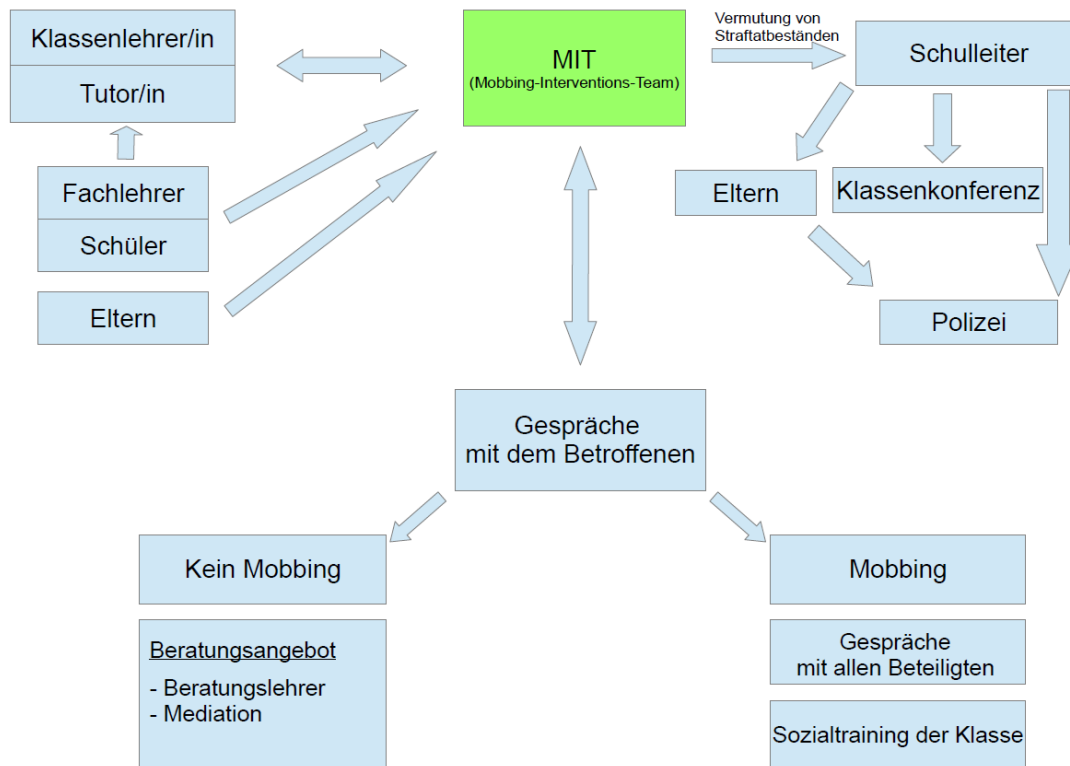 Klassenlehrer/in
Tutor/in
Fachlehrer
Schüler
Eltern
MIT
(Mobbing-Interventions-Team)
Vermutung von
Straftatbeständen
Schulleiter
Eltern
Klassenkonferenz
Polizei
Gespräche
mit dem Betroffenen
Kein Mobbing
Beratungsangebot
- Beratungslehrer
- Mediation
Mobbing
Gespräche
mit allen Beteiligten
Sozialtraining der Klasse